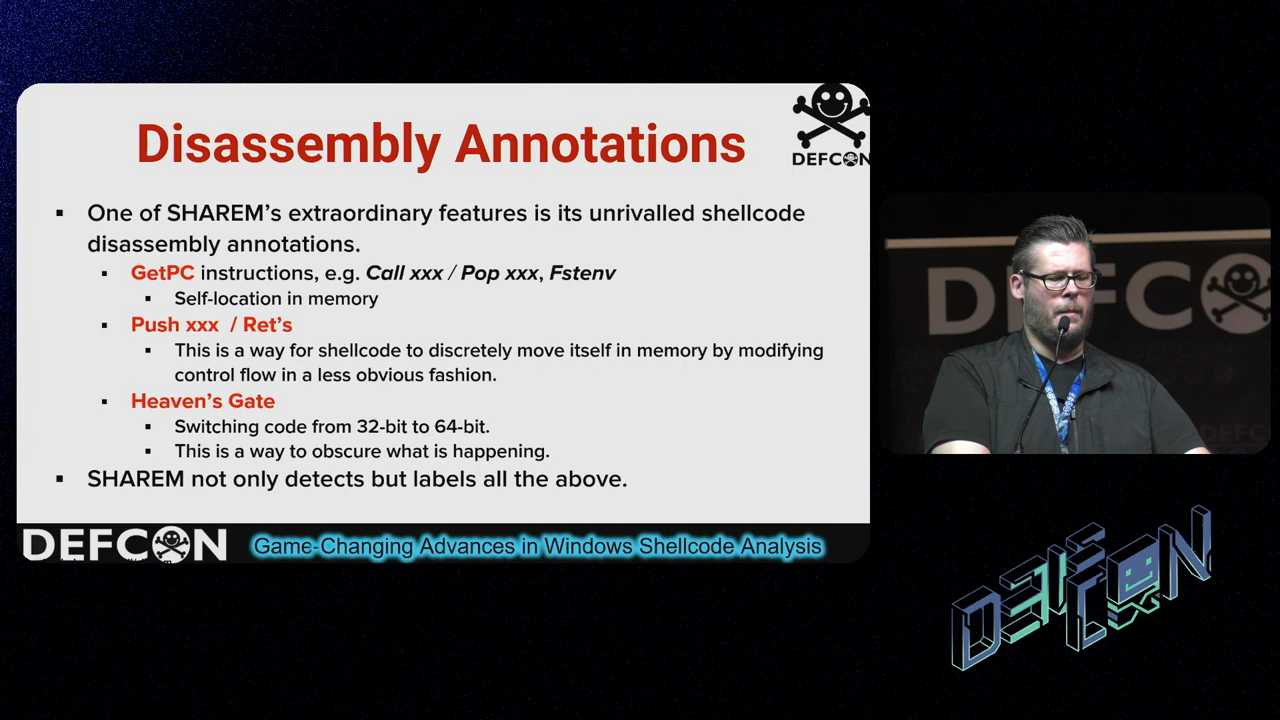 Disassembly Annotations
DEFCON
▪ One of SHAREM's extraordinary features is its unrivalled shellcode
disassembly annotations.
▪ GetPC instructions, e.g. Call xxx / Pop xxx, Fstenv
▪ Self-location in memory
▪ Push xxx / Ret's
▪ This is a way for shellcode to discretely move itself in memory by modifying
control flow in a less obvious fashion.
▪ Heaven's Gate
▪ Switching code from 32-bit to 64-bit.
▪ This is a way to obscure what is happening.
▪ SHAREM not only detects but labels all the above.
DEFCON
Game-Changing Advances in Windows Shellcode Analysis
DEFC
DEFC
DEF CON